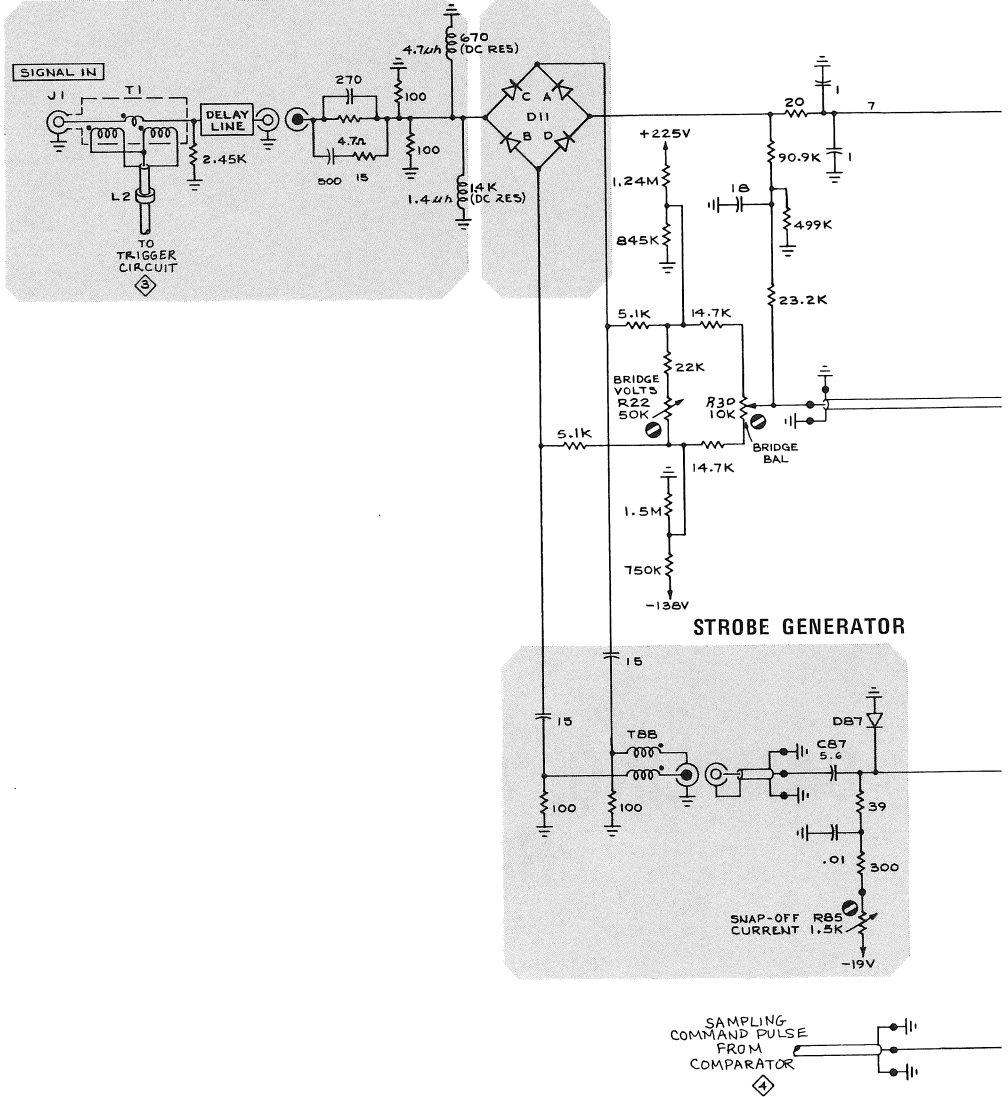 SIGNAL IN
J1
T1
DELAY
LINE
2.45K
L2
TO
TRIGGER
CIRCUIT
3
270
4.7Ω
500
15
100
100
4.7µh
670
(DC RES)
1.4µh
14K
(DC RES)
C A
D11
B D
+225V
1.24M
845K
20
1
7
1
90.9K
18
499K
23.2K
5.1K
14.7K
22K
BRIDGE
VOLTS
R22
50K
R30
10K
BRIDGE
BAL
5.1K
14.7K
1.5M
750K
-138V
STROBE GENERATOR
15
15
T88
D87
C87
5.6
100
100
39
.01
300
SNAP-OFF R85
CURRENT 1.5K
-19V
SAMPLING
COMMAND PULSE
FROM
COMPARATOR
4